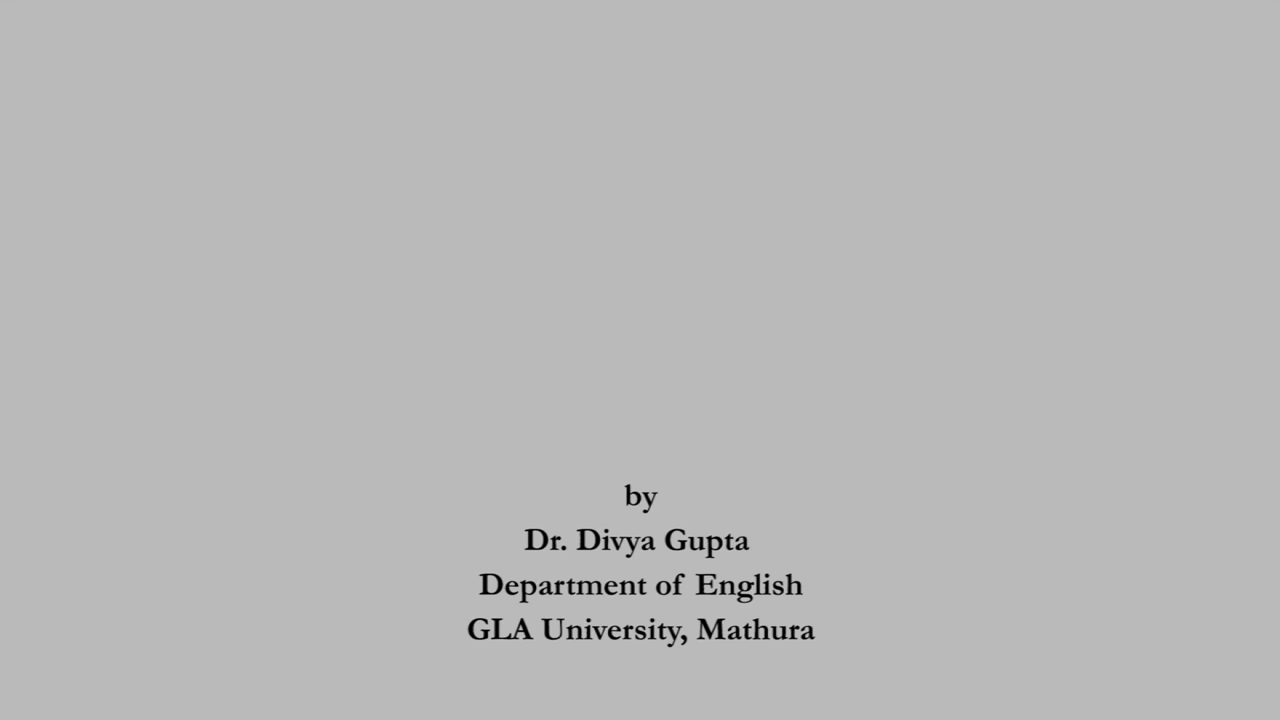 by
Dr. Divya Gupta
Department of English
GLA University, Mathura